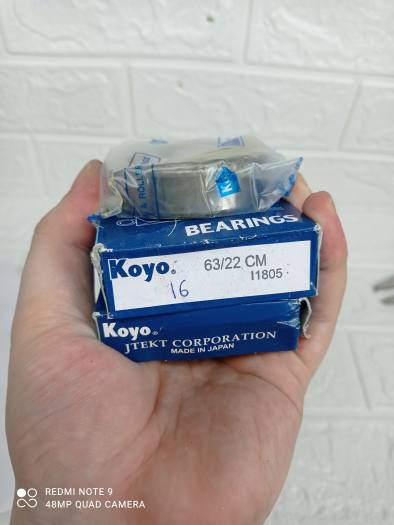 & ROLLER
BEARINGS
Koyo®
63/22 CM
I1805
16
Koyo®
JTEKT CORPORATION
MADE IN JAPAN
REDMI NOTE 9
48MP QUAD CAMERA